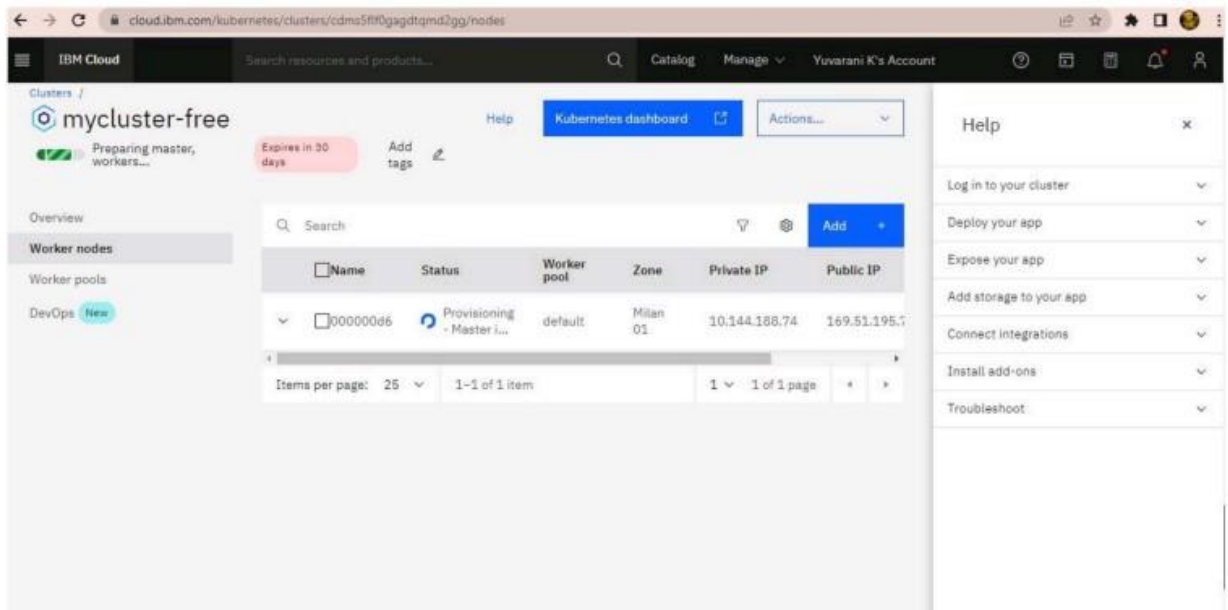 cloud.ibm.com/kubernetes/clusters/cdms5flf0gagdtqmd2gg/nodes
IBM Cloud
Search resources and products...
Catalog
Manage
Yuvarani K's Account
Clusters /
mycluster-free
Preparing master,
workers...
Expires in 30
days
Add
tags
Help
Kubernetes dashboard
Actions...
Overview
Worker nodes
Worker pools
DevOps New
Search
Add +
Name Status Worker pool Zone Private IP Public IP
000000d6 Provisioning - Master i... default Milan 01 10.144.188.74 169.51.195.7
Items per page: 25 1–1 of 1 item 1 1 of 1 page
Help
Log in to your cluster
Deploy your app
Expose your app
Add storage to your app
Connect integrations
Install add-ons
Troubleshoot